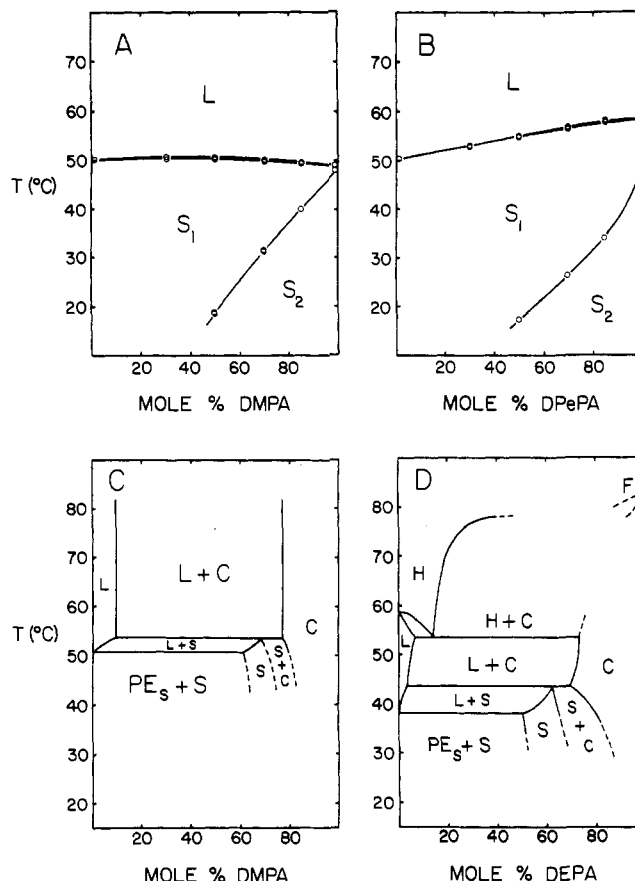 A
B
70
60
50
40
30
20
T (°C)
L
S₁
S₂
20 40 60 80
MOLE % DMPA
70
60
50
40
30
20
L
S₁
S₂
20 40 60 80
MOLE % DPePA
C
D
80
70
60
50
40
30
20
T (°C)
L
L + C
C
L + S
S
S + C
PEₛ + S
20 40 60 80
MOLE % DMPA
80
70
60
50
40
30
20
F
H
H + C
L
L + C
C
L + S
S
S + C
PEₛ + S
20 40 60 80
MOLE % DEPA